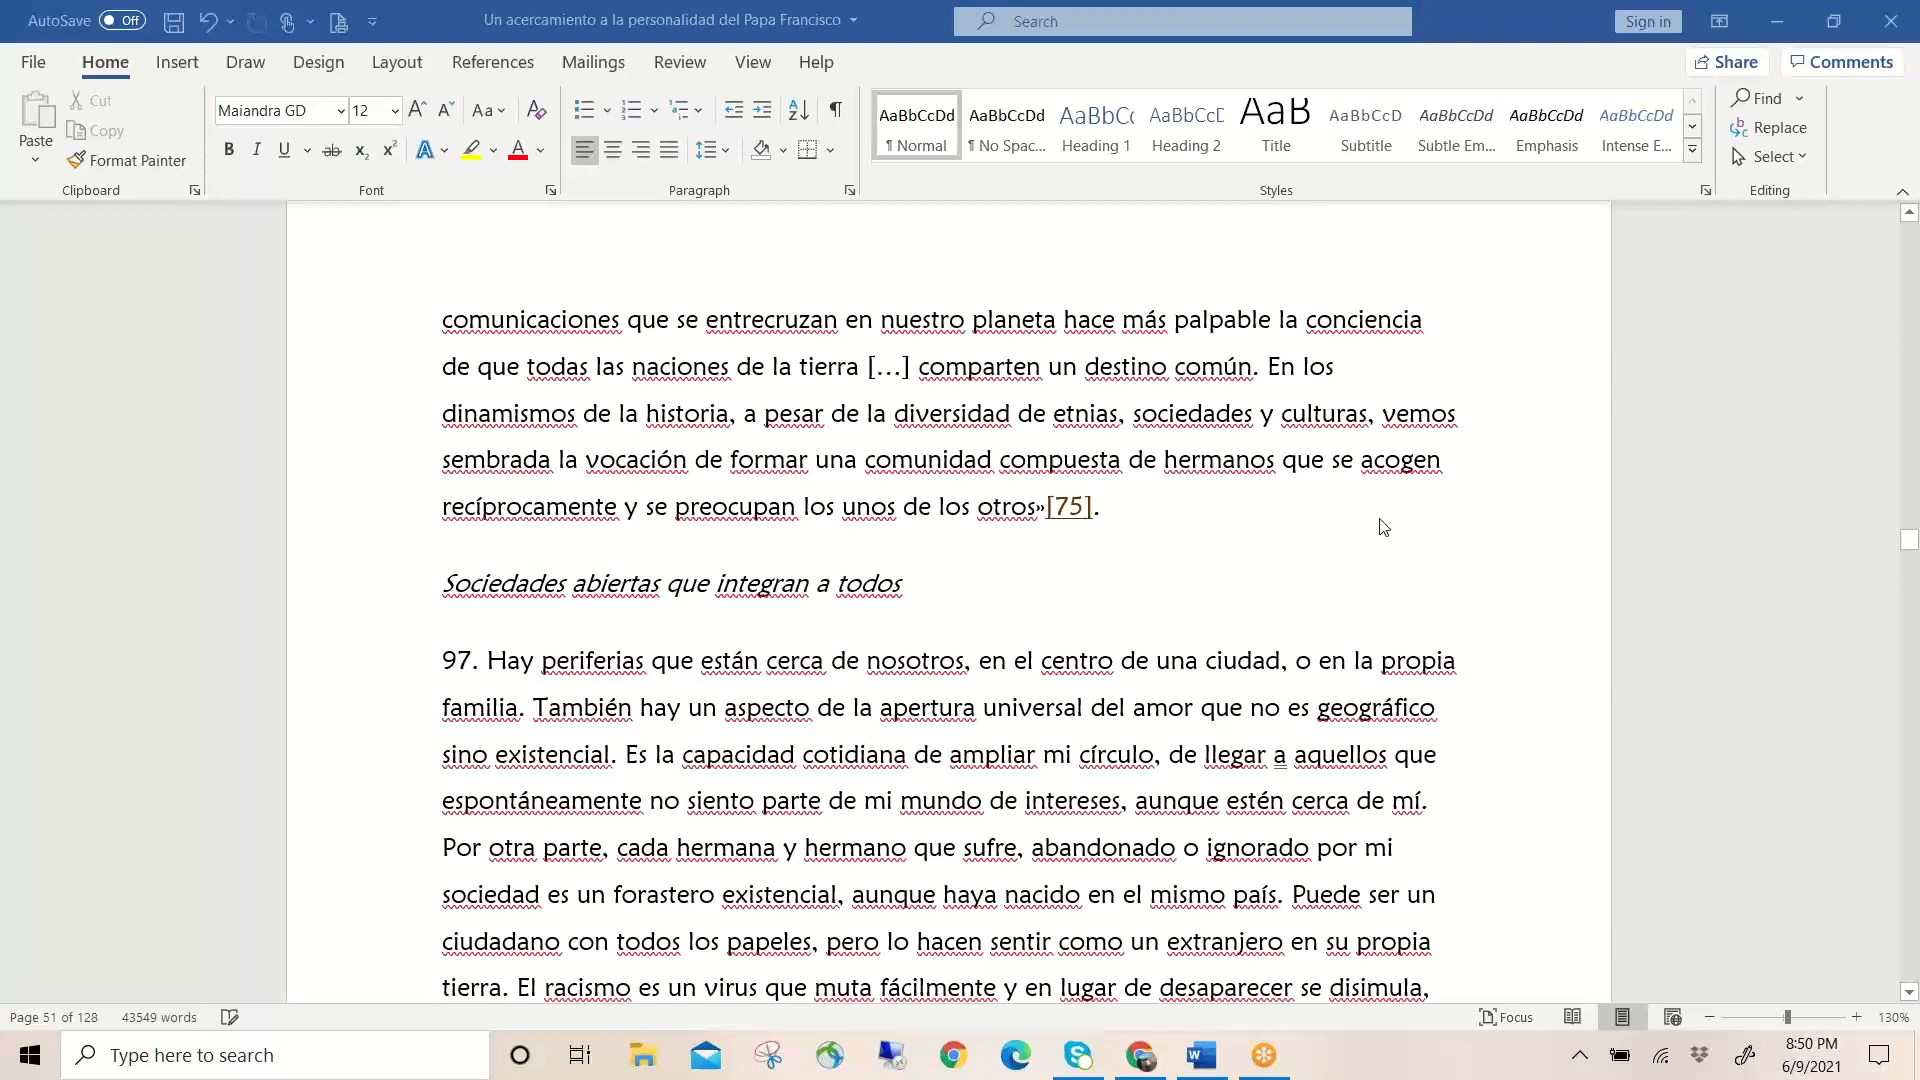 AutoSave Off Un acercamiento a la personalidad del Papa Francisco Search Sign in
File Home Insert Draw Design Layout References Mailings Review View Help Share Comments
Cut
Copy
Paste
Format Painter
Clipboard
Maiandra GD 12
Font
Paragraph
AaBbCcDd AaBbCcDd AaBbCc AaBbCcD AaB AaBbCcD AaBbCcDd AaBbCcDd AaBbCcDd
¶ Normal ¶ No Spac... Heading 1 Heading 2 Title Subtitle Subtle Em... Emphasis Intense E...
Styles
Find
Replace
Select
Editing
comunicaciones que se entrecruzan en nuestro planeta hace más palpable la conciencia
de que todas las naciones de la tierra […] comparten un destino común. En los
dinamismos de la historia, a pesar de la diversidad de etnias, sociedades y culturas, vemos
sembrada la vocación de formar una comunidad compuesta de hermanos que se acogen
recíprocamente y se preocupan los unos de los otros»[75].
Sociedades abiertas que integran a todos
97. Hay periferias que están cerca de nosotros, en el centro de una ciudad, o en la propia
familia. También hay un aspecto de la apertura universal del amor que no es geográfico
sino existencial. Es la capacidad cotidiana de ampliar mi círculo, de llegar a aquellos que
espontáneamente no siento parte de mi mundo de intereses, aunque estén cerca de mí.
Por otra parte, cada hermana y hermano que sufre, abandonado o ignorado por mi
sociedad es un forastero existencial, aunque haya nacido en el mismo país. Puede ser un
ciudadano con todos los papeles, pero lo hacen sentir como un extranjero en su propia
tierra. El racismo es un virus que muta fácilmente y en lugar de desaparecer se disimula,
Page 51 of 128 43549 words Focus 130%
Type here to search
8:50 PM
6/9/2021